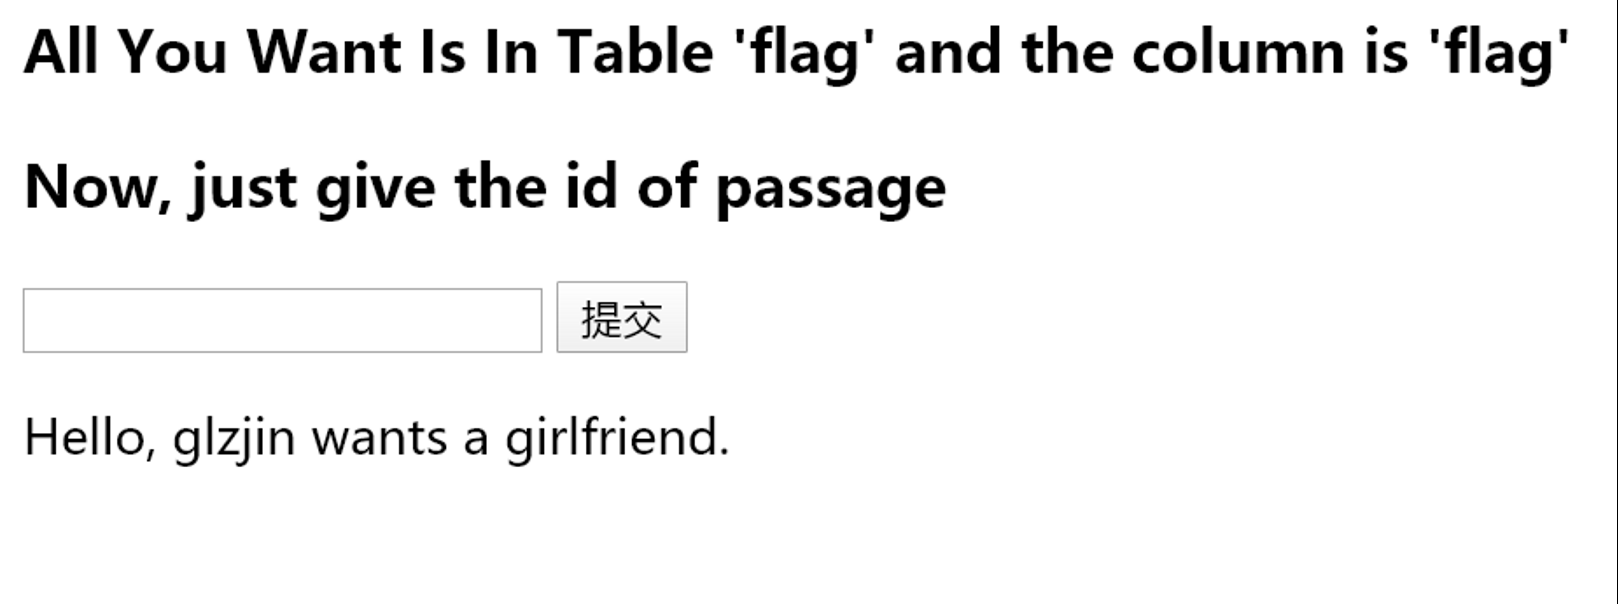 All You Want Is In Table 'flag' and the column is 'flag'
Now, just give the id of passage
提交
Hello, glzjin wants a girlfriend.